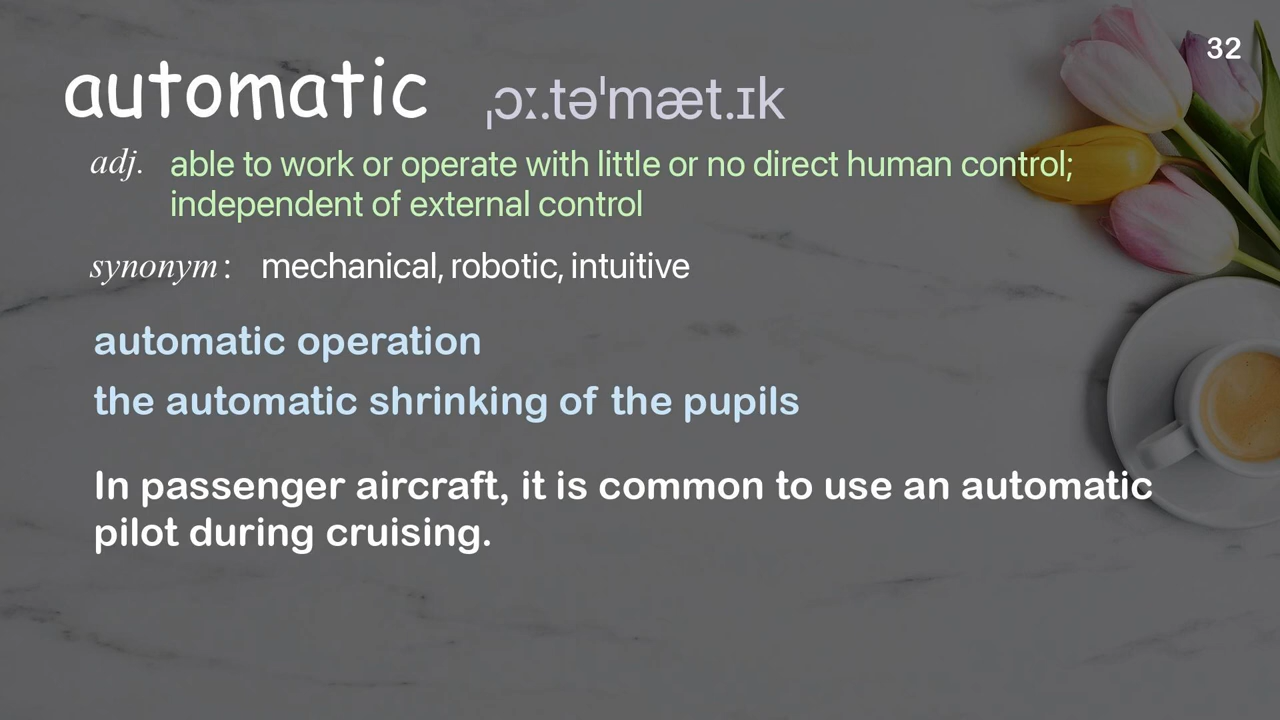 32
automatic ˌɔː.təˈmæt.ɪk
adj. able to work or operate with little or no direct human control;
independent of external control
synonym: mechanical, robotic, intuitive
automatic operation
the automatic shrinking of the pupils
In passenger aircraft, it is common to use an automatic
pilot during cruising.